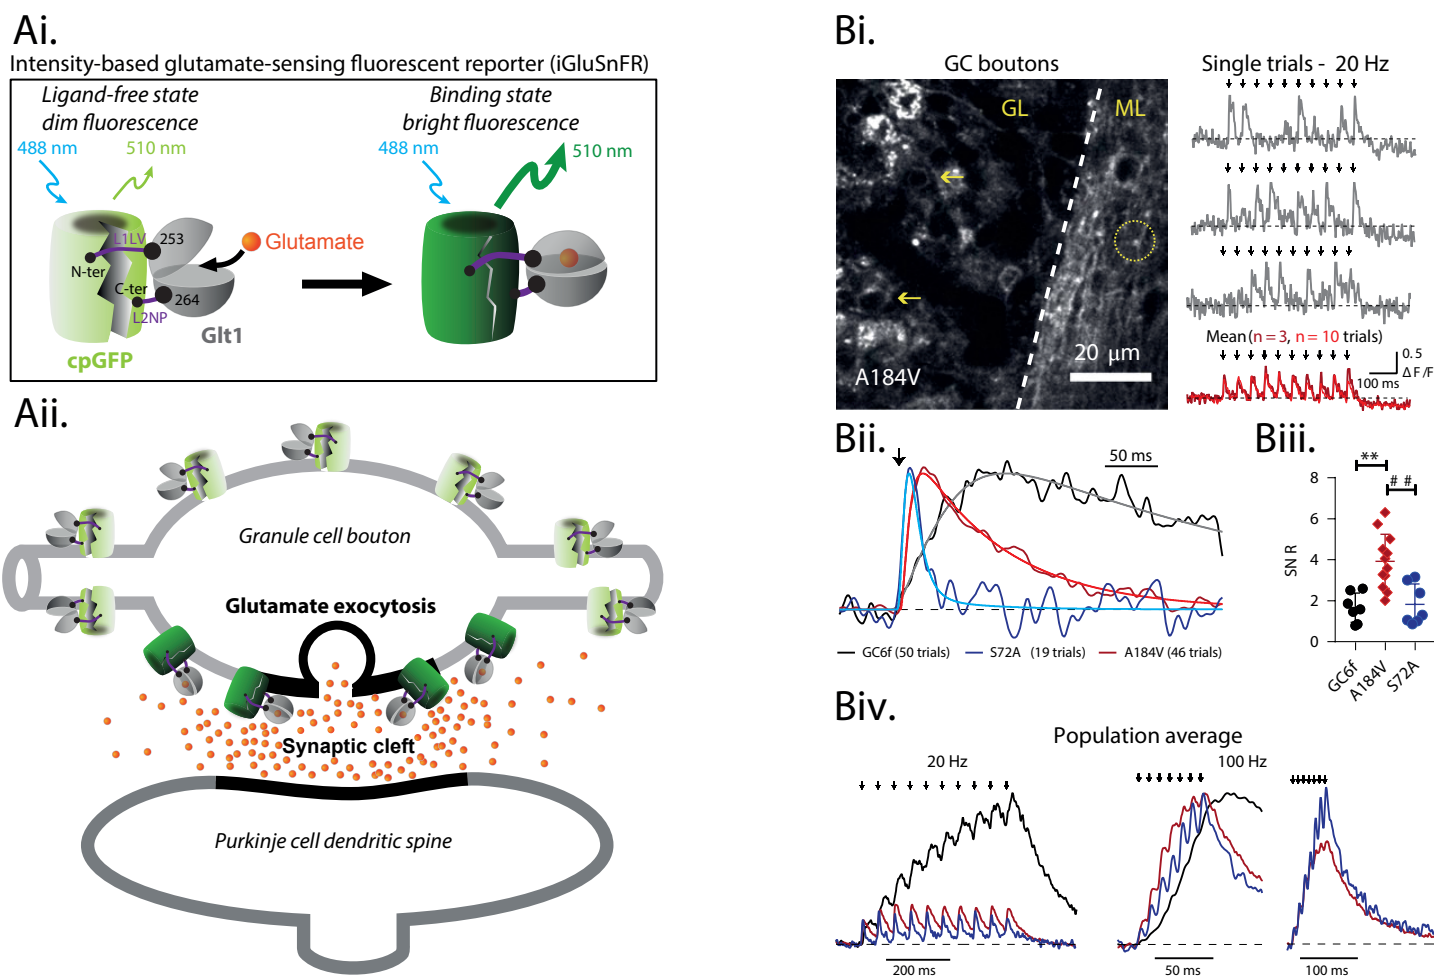 Ai.
Intensity-based glutamate-sensing fluorescent reporter (iGluSnFR)
Ligand-free state
dim fluorescence
Binding state
bright fluorescence
488 nm
510 nm
488 nm
510 nm
L1LV
253
Glutamate
N-ter
C-ter
264
L2NP
Glt1
cpGFP
Aii.
Granule cell bouton
Glutamate exocytosis
Synaptic cleft
Purkinje cell dendritic spine
Bi.
GC boutons
GL
ML
A184V
20 µm
Single trials - 20 Hz
Mean (n = 3, n = 10 trials)
0.5
Δ F /F
100 ms
Bii.
50 ms
GC6f (50 trials)
S72A (19 trials)
A184V (46 trials)
Biii.
**
# #
8
6
4
2
0
SN R
GC6f
A184V
S72A
Biv.
Population average
20 Hz
100 Hz
200 ms
50 ms
100 ms